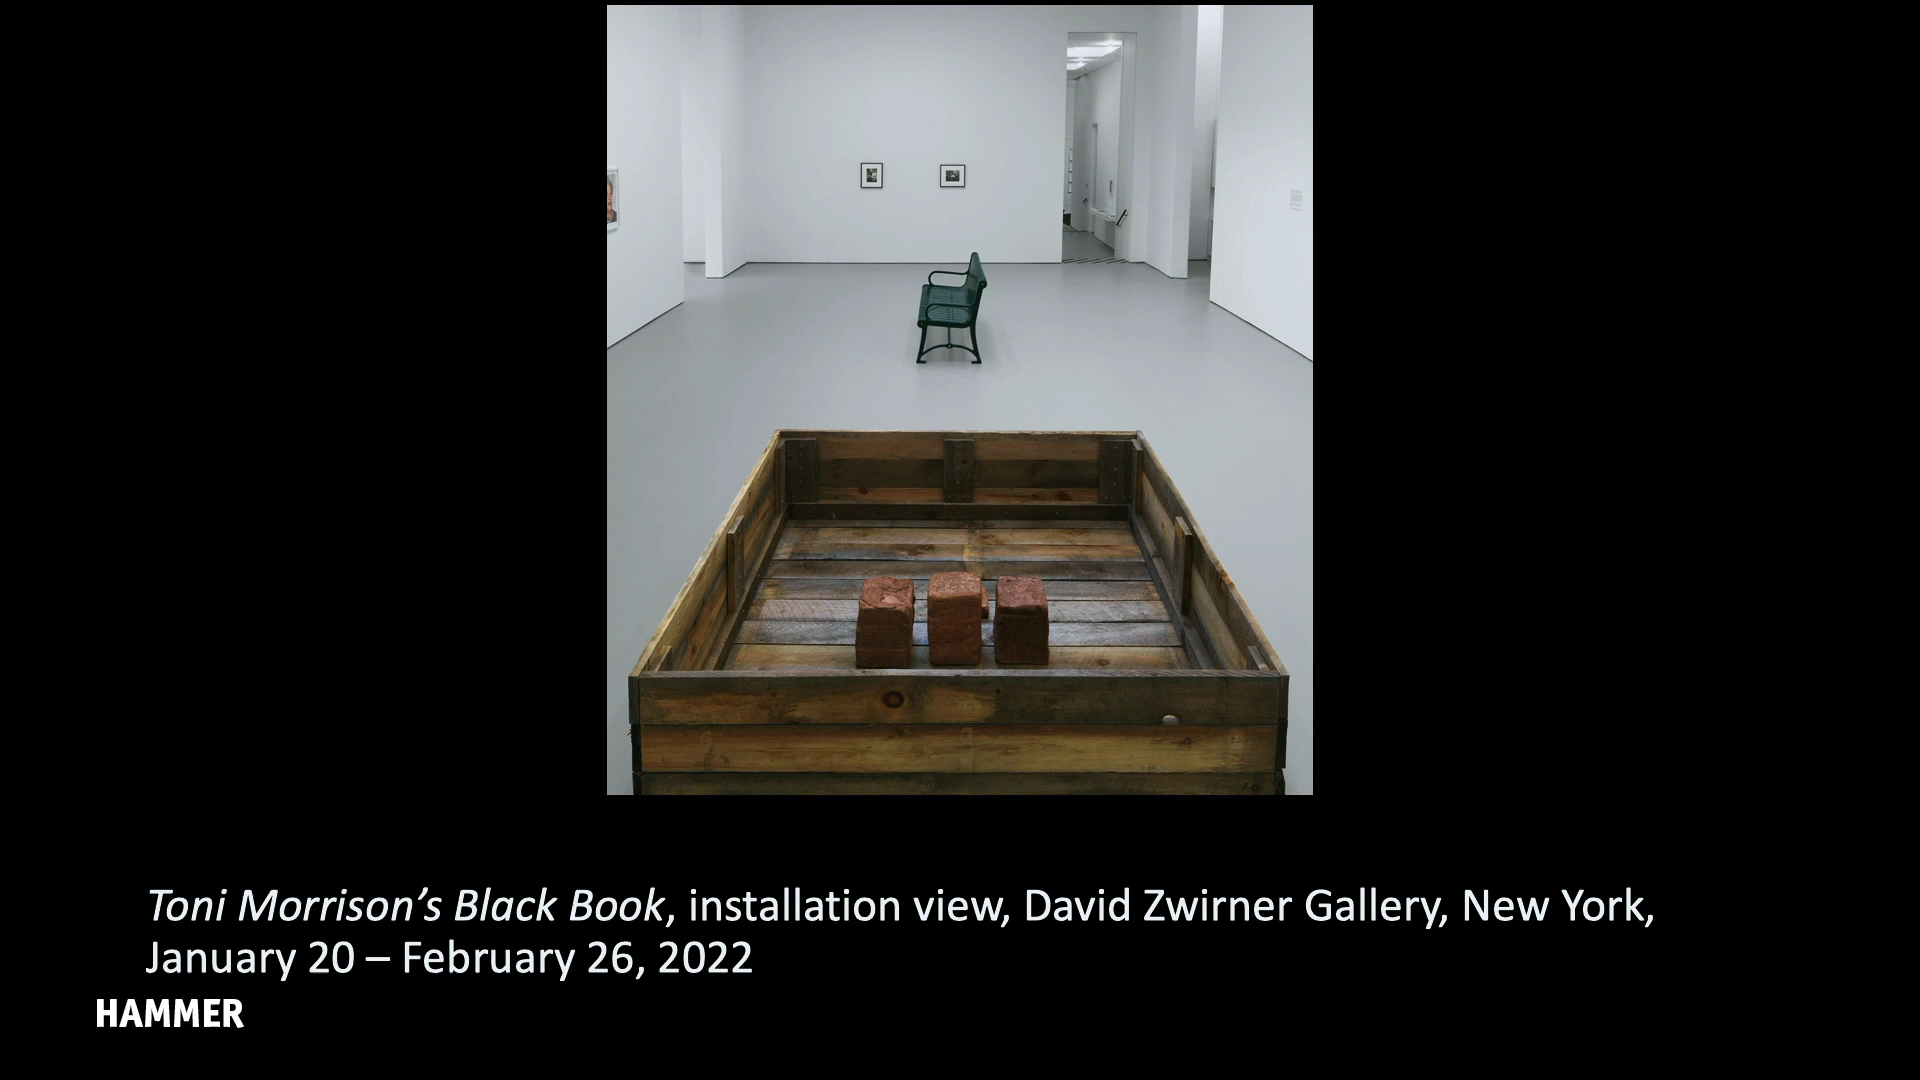 Toni Morrison’s Black Book, installation view, David Zwirner Gallery, New York,
January 20 – February 26, 2022
HAMMER